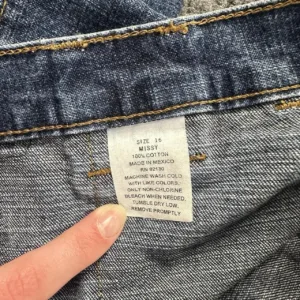 SIZE 16
MISSY
100% COTTON
MADE IN MEXICO
RN 92130
MACHINE WASH COLD
WITH LIKE COLORS.
ONLY NON-CHLORINE
BLEACH WHEN NEEDED.
TUMBLE DRY LOW.
REMOVE PROMPTLY